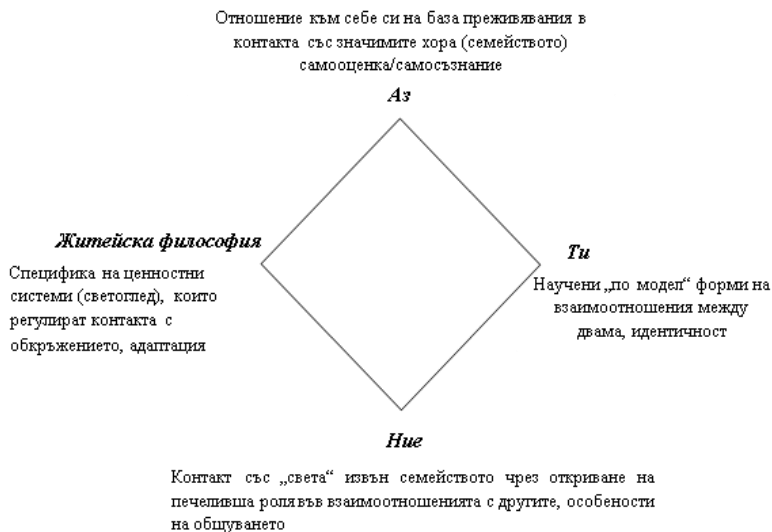 Отношение към себе си на база преживявания в
контакта със значимите хора (семейството)
самооценка/самосъзнание
Аз
Житейска философия
Специфика на ценностни
системи (светоглед), които
регулират контакта с
обкръжението, адаптация
Ти
Научени „по модел“ форми на
взаимоотношения между
двама, идентичност
Ние
Контакт със „света“ извън семейството чрез откриване на
печеливша роля във взаимоотношенията с другите, особености
на общуването